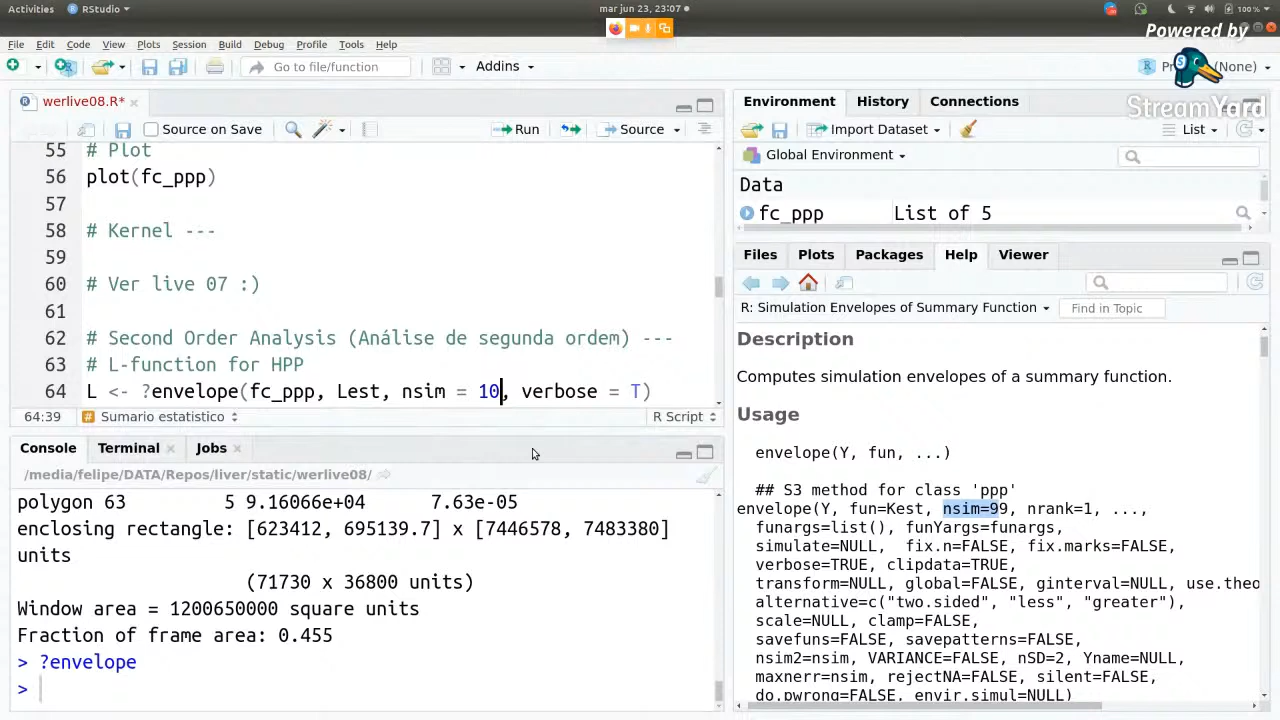 Activities RStudio mar jun 23, 23:07 100%
Powered by
File Edit Code View Plots Session Build Debug Profile Tools Help
Go to file/function Addins (None)
StreamYard
werlive08.R*
Source on Save Run Source
55 # Plot
56 plot(fc_ppp)
57
58 # Kernel ---
59
60 # Ver live 07 :)
61
62 # Second Order Analysis (Análise de segunda ordem) ---
63 # L-function for HPP
64 L <- ?envelope(fc_ppp, Lest, nsim = 10, verbose = T)
64:39 Sumario estatistico R Script
Console Terminal Jobs
/media/felipe/DATA/Repos/liver/static/werlive08/
polygon 63 5 9.16066e+04 7.63e-05
enclosing rectangle: [623412, 695139.7] x [7446578, 7483380]
units
(71730 x 36800 units)
Window area = 1200650000 square units
Fraction of frame area: 0.455
> ?envelope
>
Environment History Connections
Import Dataset List
Global Environment
Data
fc_ppp List of 5
Files Plots Packages Help Viewer
R: Simulation Envelopes of Summary Function Find in Topic
Description
Computes simulation envelopes of a summary function.
Usage
envelope(Y, fun, ...)
## S3 method for class 'ppp'
envelope(Y, fun=Kest, nsim=99, nrank=1, ...,
funargs=list(), funYargs=funargs,
simulate=NULL, fix.n=FALSE, fix.marks=FALSE,
verbose=TRUE, clipdata=TRUE,
transform=NULL, global=FALSE, ginterval=NULL, use.theo
alternative=c("two.sided", "less", "greater"),
scale=NULL, clamp=FALSE,
savefuns=FALSE, savepatterns=FALSE,
nsim2=nsim, VARIANCE=FALSE, nSD=2, Yname=NULL,
maxnerr=nsim, rejectNA=FALSE, silent=FALSE,
do.pwrong=FALSE, envir.simul=NULL)